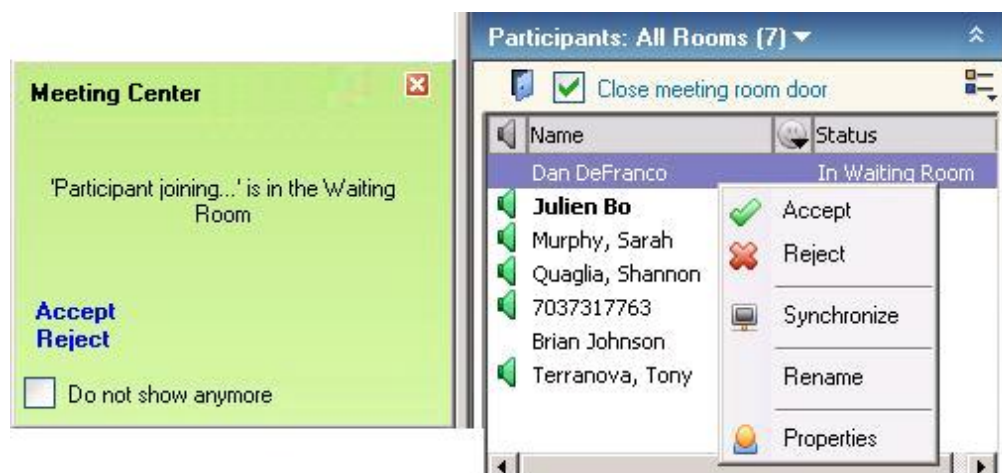 Meeting Center
'Participant joining...' is in the Waiting
Room
Accept
Reject
Do not show anymore
Participants: All Rooms (7)
Close meeting room door
Name Status
Dan DeFranco In Waiting Room
Julien Bo
Murphy, Sarah
Quaglia, Shannon
7037317763
Brian Johnson
Terranova, Tony
Accept
Reject
Synchronize
Rename
Properties